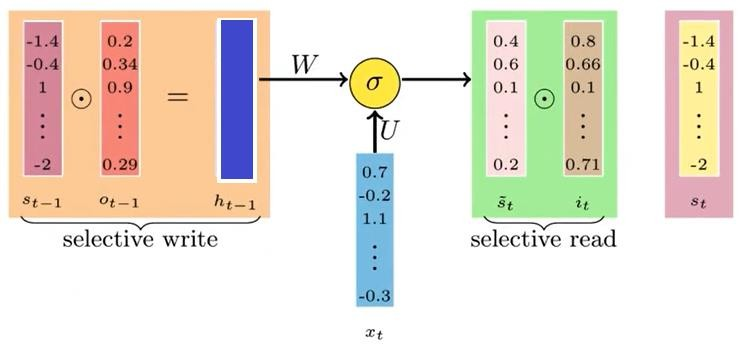 -1.4 0.2 0.4 0.8 -1.4
-0.4 0.34 W σ 0.6 0.66 -0.4
1 ⊙ 0.9 = 0.1 ⊙ 0.1 1
⋮ ⋮ U ⋮ ⋮ ⋮
-2 0.29 0.2 0.71 -2
s_{t−1} o_{t−1} h_{t−1} s̃_t i_t s_t
selective write selective read
0.7
-0.2
1.1
⋮
-0.3
x_t